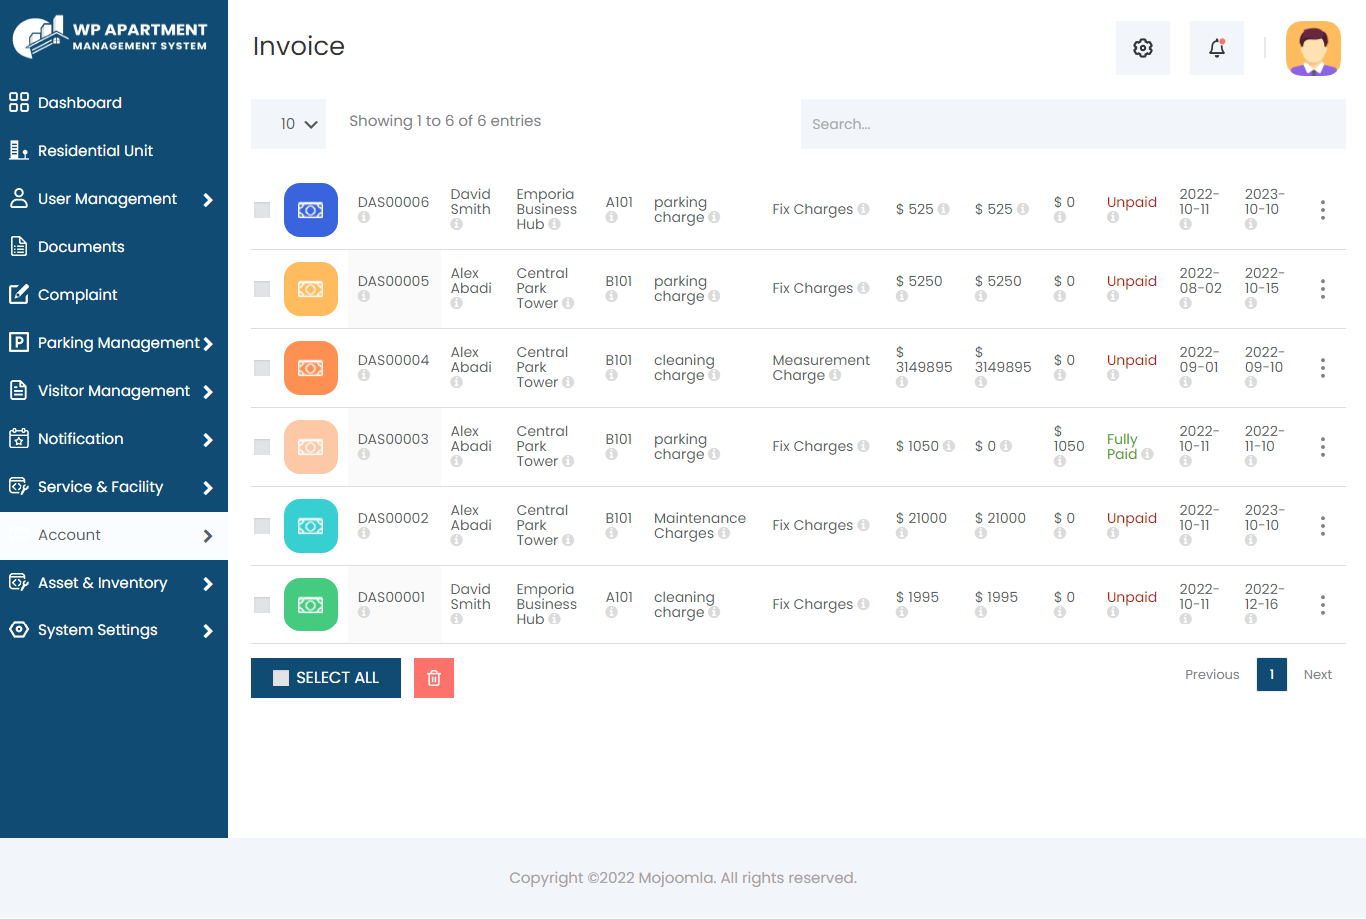 WP APARTMENT
MANAGEMENT SYSTEM
Dashboard
Residential Unit
User Management
Documents
Complaint
Parking Management
Visitor Management
Notification
Service & Facility
Account
Asset & Inventory
System Settings
Invoice
10
Showing 1 to 6 of 6 entries
Search...
DAS00006
David
Smith
Emporia
Business
Hub
A101
parking
charge
Fix Charges
$ 525
$ 525
$ 0
Unpaid
2022-
10-11
2023-
10-10
DAS00005
Alex
Abadi
Central
Park
Tower
B101
parking
charge
Fix Charges
$ 5250
$ 5250
$ 0
Unpaid
2022-
08-02
2022-
10-15
DAS00004
Alex
Abadi
Central
Park
Tower
B101
cleaning
charge
Measurement
Charge
$
3149895
$
3149895
$ 0
Unpaid
2022-
09-01
2022-
09-10
DAS00003
Alex
Abadi
Central
Park
Tower
B101
parking
charge
Fix Charges
$ 1050
$ 0
$
1050
Fully
Paid
2022-
10-11
2022-
11-10
DAS00002
Alex
Abadi
Central
Park
Tower
B101
Maintenance
Charges
Fix Charges
$ 21000
$ 21000
$ 0
Unpaid
2022-
10-11
2023-
10-10
DAS00001
David
Smith
Emporia
Business
Hub
A101
cleaning
charge
Fix Charges
$ 1995
$ 1995
$ 0
Unpaid
2022-
10-11
2022-
12-16
SELECT ALL
Previous
1
Next
Copyright ©2022 Mojoomla. All rights reserved.